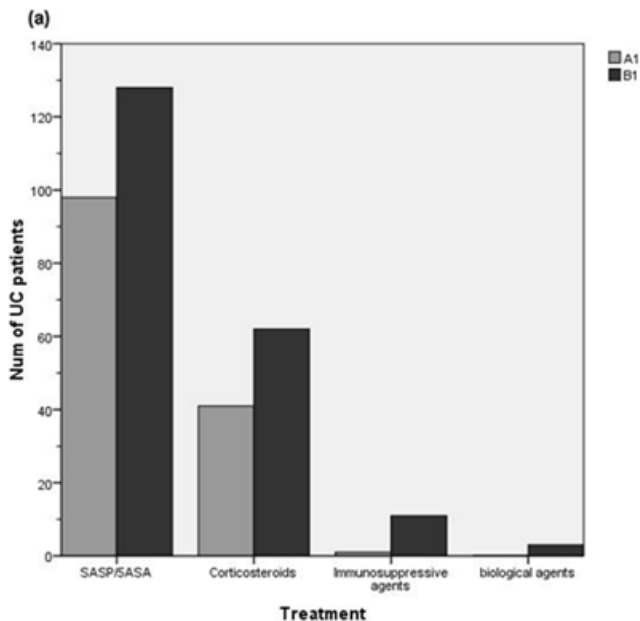 (a)
140
120
100
80
60
40
20
0
Num of UC patients
A1
B1
SASP/5ASA
Corticosteroids
Immunosuppressive
agents
biological agents
Treatment